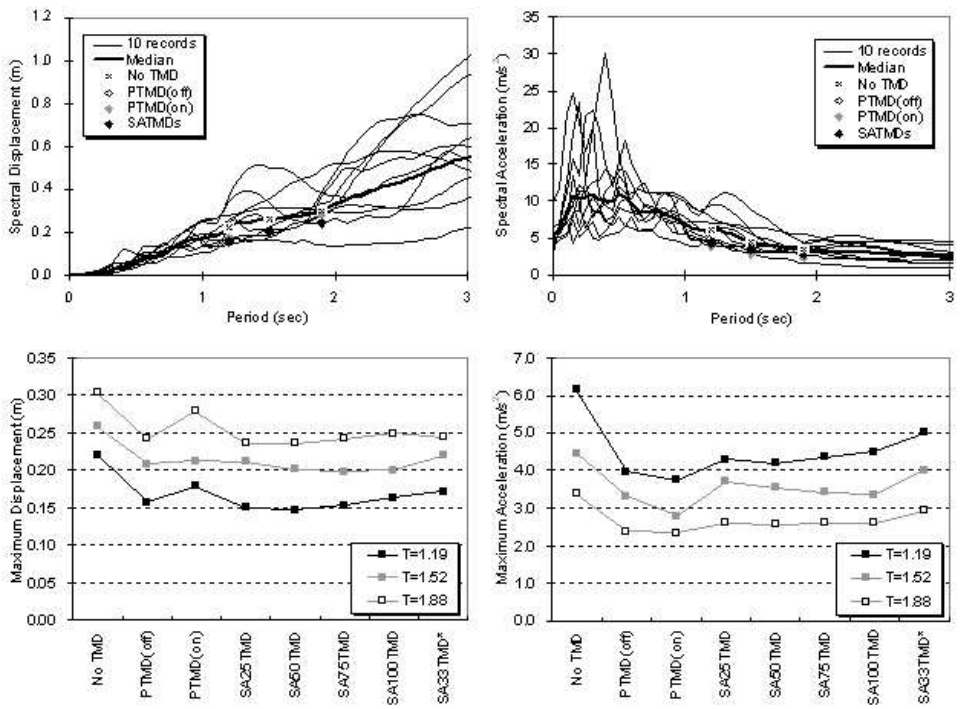 Spectral Displacement (m)
1.2
1.0
0.8
0.6
0.4
0.2
0.0
10 records
Median
No TMD
PTMD(off)
PTMD(on)
SATMDs
0 1 2 3
Period (sec)
Spectral Acceleration (m/s²)
35
30
25
20
15
10
5
0
10 records
Median
No TMD
PTMD(off)
PTMD(on)
SATMDs
0 1 2 3
Period (sec)
Maximum Displacement (m)
0.35
0.30
0.25
0.20
0.15
0.10
0.05
0.00
T=1.19
T=1.52
T=1.88
No TMD
PTMD(off)
PTMD(on)
SA25TMD
SA50TMD
SA75TMD
SA100TMD
SA33TMD*
Maximum Acceleration (m/s²)
7.0
6.0
5.0
4.0
3.0
2.0
1.0
0.0
T=1.19
T=1.52
T=1.88
No TMD
PTMD(off)
PTMD(on)
SA25TMD
SA50TMD
SA75TMD
SA100TMD
SA33TMD*